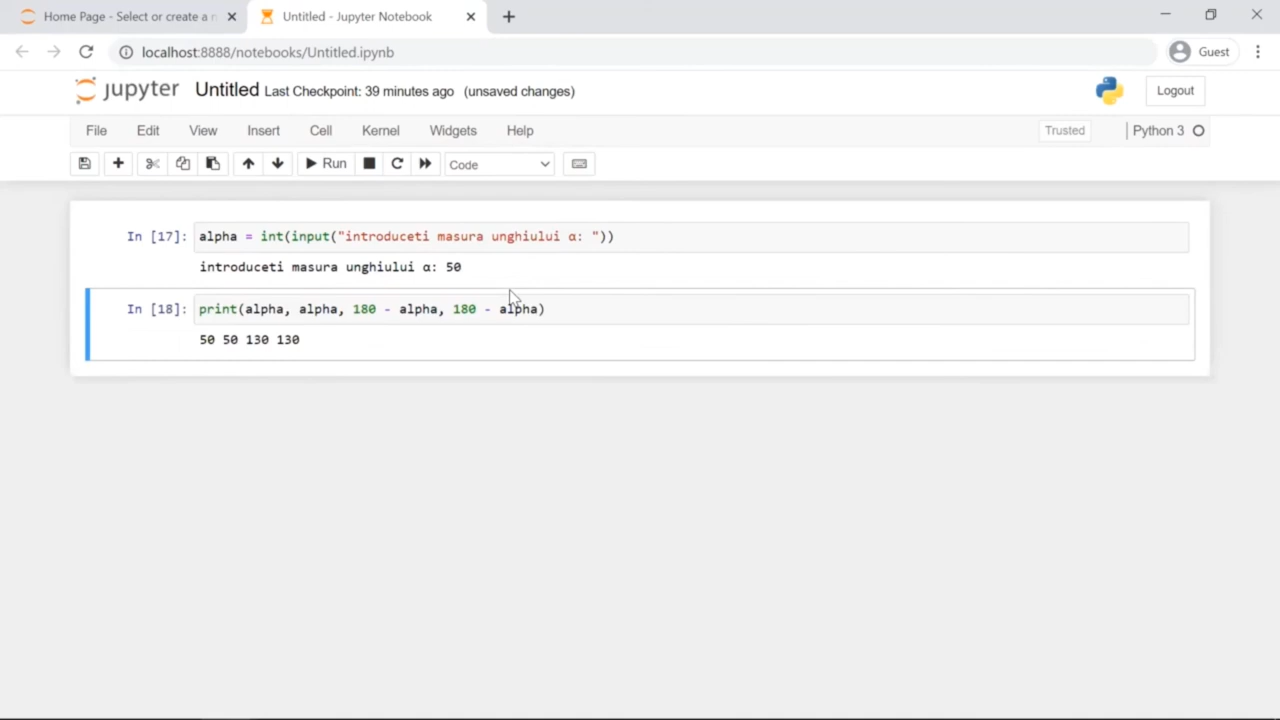 Home Page - Select or create a n
Untitled - Jupyter Notebook
localhost:8888/notebooks/Untitled.ipynb
Guest
jupyter Untitled Last Checkpoint: 39 minutes ago (unsaved changes)
Logout
File Edit View Insert Cell Kernel Widgets Help
Trusted
Python 3
Run
Code
In [17]: alpha = int(input("introduceti masura unghiului α: "))
introduceti masura unghiului α: 50
In [18]: print(alpha, alpha, 180 - alpha, 180 - alpha)
50 50 130 130